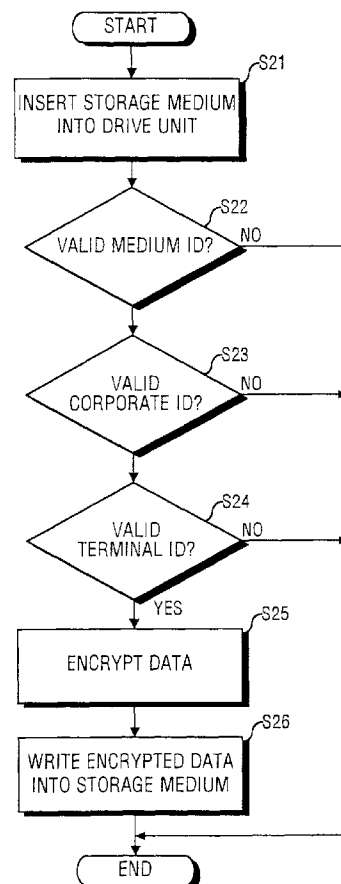 START
S21
INSERT STORAGE MEDIUM
INTO DRIVE UNIT
S22
VALID MEDIUM ID?
NO
S23
VALID
CORPORATE ID?
NO
S24
VALID
TERMINAL ID?
NO
YES
S25
ENCRYPT DATA
S26
WRITE ENCRYPTED DATA
INTO STORAGE MEDIUM
END